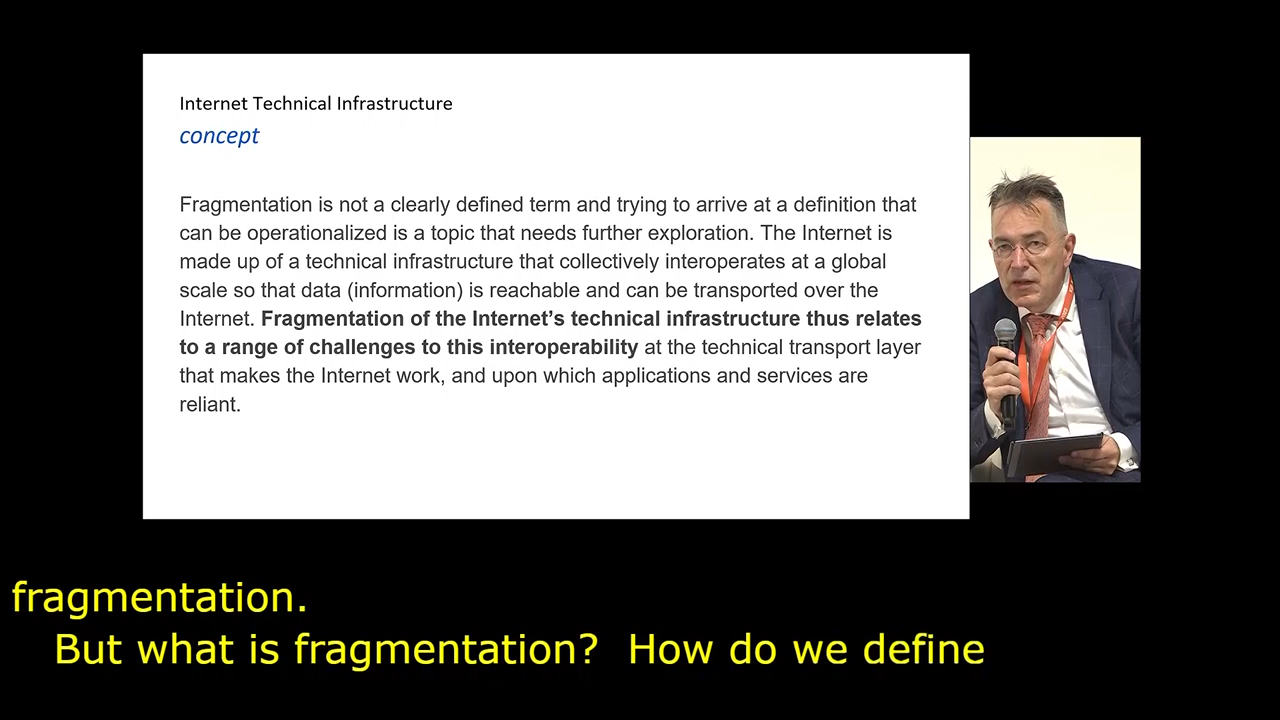 Internet Technical Infrastructure
concept
Fragmentation is not a clearly defined term and trying to arrive at a definition that
can be operationalized is a topic that needs further exploration. The Internet is
made up of a technical infrastructure that collectively interoperates at a global
scale so that data (information) is reachable and can be transported over the
Internet. Fragmentation of the Internet’s technical infrastructure thus relates
to a range of challenges to this interoperability at the technical transport layer
that makes the Internet work, and upon which applications and services are
reliant.
fragmentation.
But what is fragmentation?  How do we define